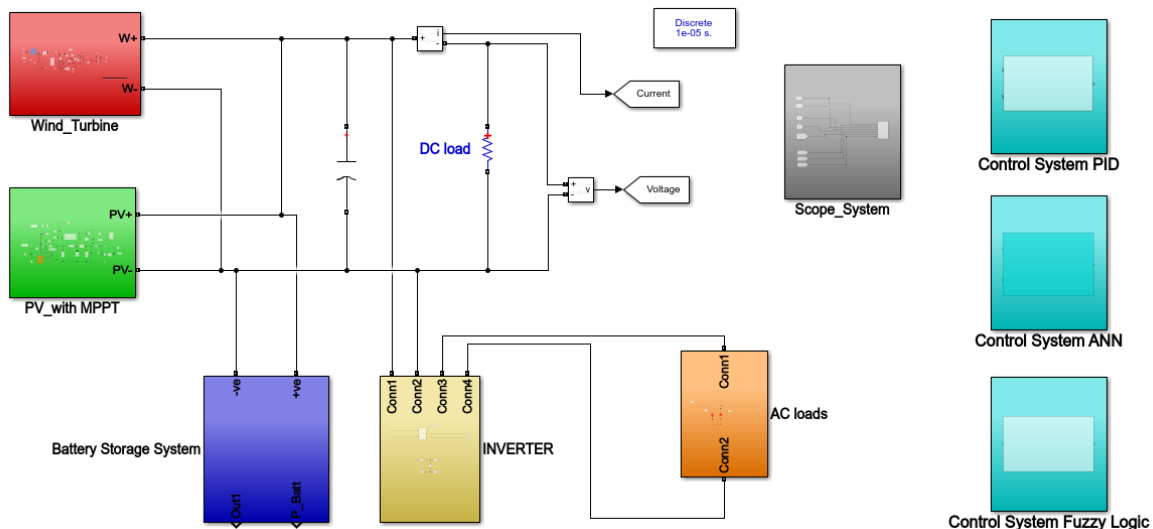 W+
W-
Wind_Turbine
+
i
-
Discrete
1e-05 s.
Current
DC load
+
-
v
Voltage
Scope_System
Control System PID
PV+
PV-
PV_with MPPT
Control System ANN
-ve
+ve
Out1
P_Batt
Battery Storage System
Conn1
Conn2
Conn3
Conn4
INVERTER
Conn1
Conn2
AC loads
Control System Fuzzy Logic